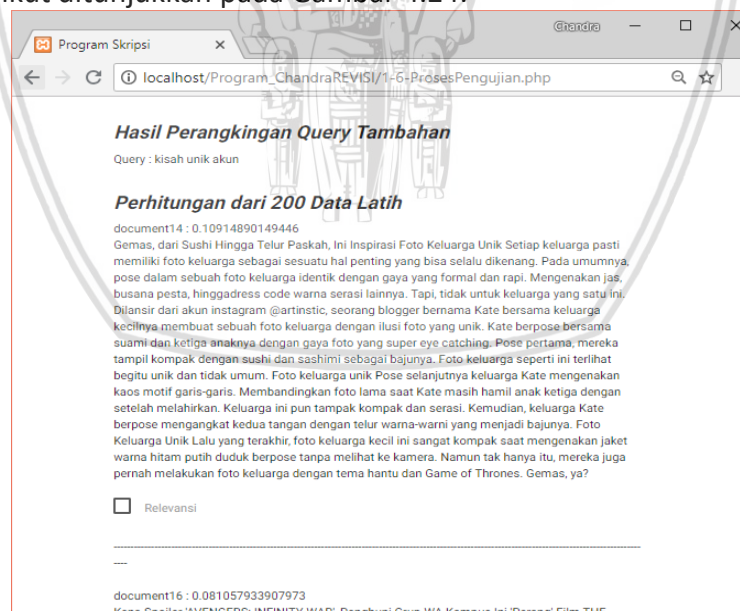 Chandra
Program Skripsi
localhost/Program_ChandraREVISI/1-6-ProsesPengujian.php
Hasil Perangkingan Query Tambahan
Query : kisah unik akun
Perhitungan dari 200 Data Latih
document14 : 0.10914890149446
Gemas, dari Sushi Hingga Telur Paskah, Ini Inspirasi Foto Keluarga Unik Setiap keluarga pasti
memiliki foto keluarga sebagai sesuatu hal penting yang bisa selalu dikenang. Pada umumnya,
pose dalam sebuah foto keluarga identik dengan gaya yang formal dan rapi. Mengenakan jas,
busana pesta, hinggadress code warna serasi lainnya. Tapi, tidak untuk keluarga yang satu ini.
Dilansir dari akun instagram @artinstic, seorang blogger bernama Kate bersama keluarga
kecilnya membuat sebuah foto keluarga dengan ilusi foto yang unik. Kate berpose bersama
suami dan ketiga anaknya dengan gaya foto yang super eye catching. Pose pertama, mereka
tampil kompak dengan sushi dan sashimi sebagai bajunya. Foto keluarga seperti ini terlihat
begitu unik dan tidak umum. Foto keluarga unik Pose selanjutnya keluarga Kate mengenakan
kaos motif garis-garis. Membandingkan foto lama saat Kate masih hamil anak ketiga dengan
setelah melahirkan. Keluarga ini pun tampak kompak dan serasi. Kemudian, keluarga Kate
berpose mengangkat kedua tangan dengan telur warna-warni yang menjadi bajunya. Foto
Keluarga Unik Lalu yang terakhir, foto keluarga kecil ini sangat kompak saat mengenakan jaket
warna hitam putih duduk berpose tanpa melihat ke kamera. Namun tak hanya itu, mereka juga
pernah melakukan foto keluarga dengan tema hantu dan Game of Thrones. Gemas, ya?
Relevansi
document16 : 0.081057933907973